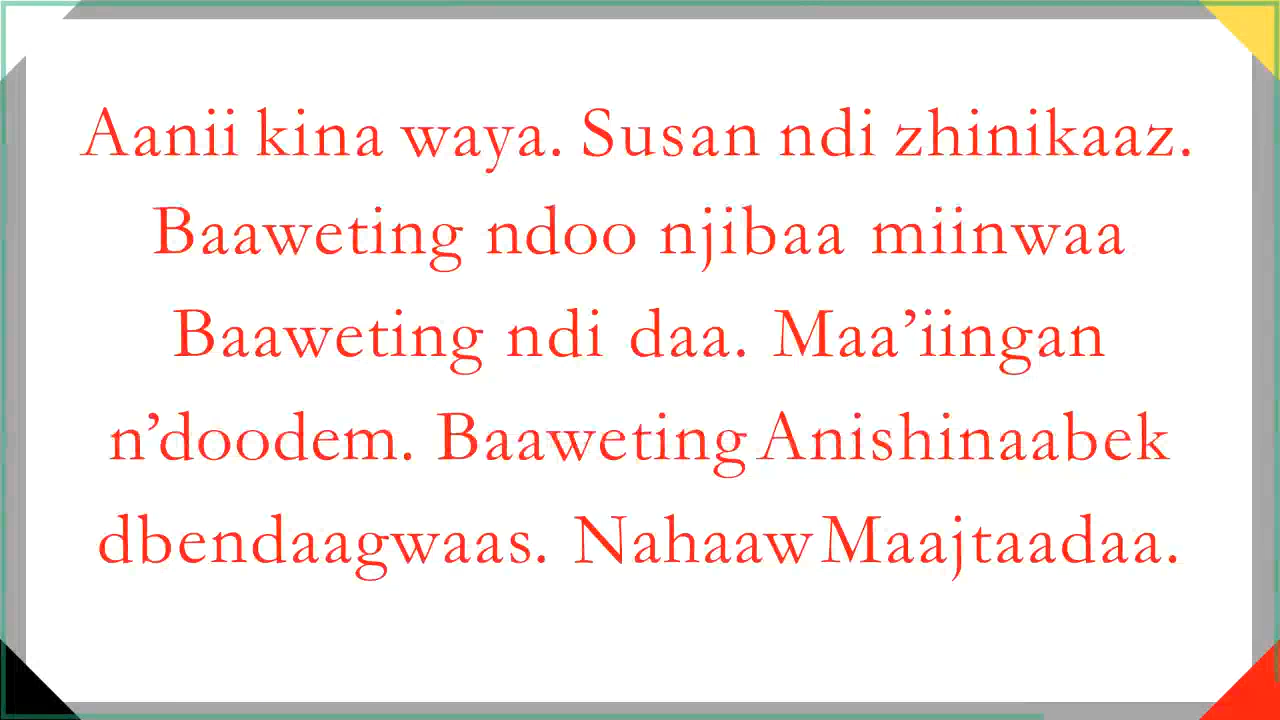 Aanii kina waya. Susan ndi zhinikaaz.
Baaweting ndoo njibaa miinwaa
Baaweting ndi daa. Maa’iingan
n’doodem. Baaweting Anishinaabek
dbendaagwaas. Nahaaw Maajtaadaa.